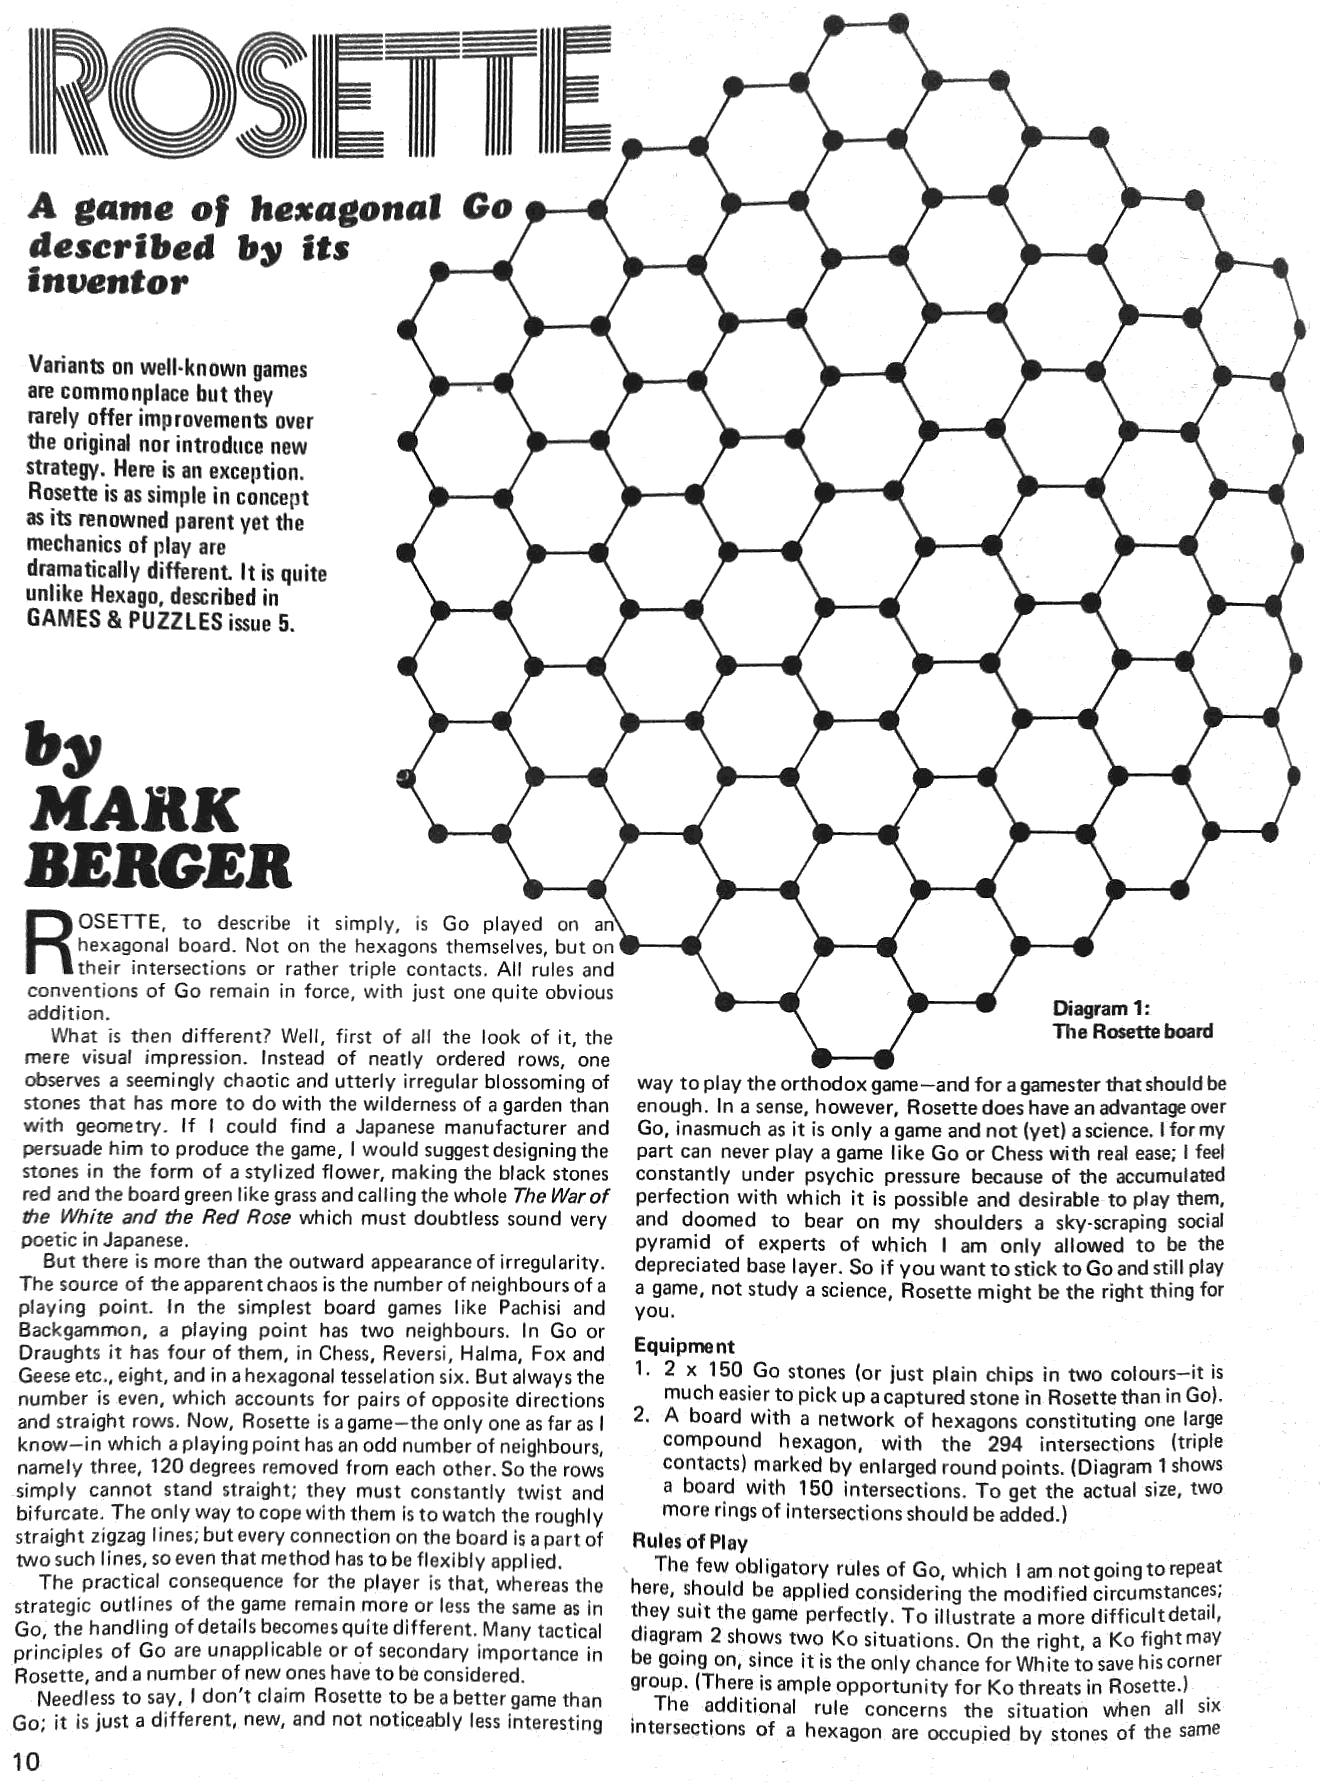 ROSETTE
A game of hexagonal Go
described by its
inventor
Variants on well-known games
are commonplace but they
rarely offer improvements over
the original nor introduce new
strategy. Here is an exception.
Rosette is as simple in concept
as its renowned parent yet the
mechanics of play are
dramatically different. It is quite
unlike Hexago, described in
GAMES & PUZZLES issue 5.
by
MARK
BERGER
ROSETTE, to describe it simply, is Go played on an
hexagonal board. Not on the hexagons themselves, but on
their intersections or rather triple contacts. All rules and
conventions of Go remain in force, with just one quite obvious
addition.
What is then different? Well, first of all the look of it, the
mere visual impression. Instead of neatly ordered rows, one
observes a seemingly chaotic and utterly irregular blossoming of
stones that has more to do with the wilderness of a garden than
with geometry. If I could find a Japanese manufacturer and
persuade him to produce the game, I would suggest designing the
stones in the form of a stylized flower, making the black stones
red and the board green like grass and calling the whole The War of
the White and the Red Rose which must doubtless sound very
poetic in Japanese.
But there is more than the outward appearance of irregularity.
The source of the apparent chaos is the number of neighbours of a
playing point. In the simplest board games like Pachisi and
Backgammon, a playing point has two neighbours. In Go or
Draughts it has four of them, in Chess, Reversi, Halma, Fox and
Geese etc., eight, and in a hexagonal tesselation six. But always the
number is even, which accounts for pairs of opposite directions
and straight rows. Now, Rosette is a game—the only one as far as I
know—in which a playing point has an odd number of neighbours,
namely three, 120 degrees removed from each other. So the rows
simply cannot stand straight; they must constantly twist and
bifurcate. The only way to cope with them is to watch the roughly
straight zigzag lines; but every connection on the board is a part of
two such lines, so even that method has to be flexibly applied.
The practical consequence for the player is that, whereas the
strategic outlines of the game remain more or less the same as in
Go, the handling of details becomes quite different. Many tactical
principles of Go are unapplicable or of secondary importance in
Rosette, and a number of new ones have to be considered.
Needless to say, I don't claim Rosette to be a better game than
Go; it is just a different, new, and not noticeably less interesting
10
Diagram 1:
The Rosette board
way to play the orthodox game—and for a gamester that should be
enough. In a sense, however, Rosette does have an advantage over
Go, inasmuch as it is only a game and not (yet) a science. I for my
part can never play a game like Go or Chess with real ease; I feel
constantly under psychic pressure because of the accumulated
perfection with which it is possible and desirable to play them,
and doomed to bear on my shoulders a sky-scraping social
pyramid of experts of which I am only allowed to be the
depreciated base layer. So if you want to stick to Go and still play
a game, not study a science, Rosette might be the right thing for
you.
Equipment
1. 2 x 150 Go stones (or just plain chips in two colours—it is
much easier to pick up a captured stone in Rosette than in Go).
2. A board with a network of hexagons constituting one large
compound hexagon, with the 294 intersections (triple
contacts) marked by enlarged round points. (Diagram 1 shows
a board with 150 intersections. To get the actual size, two
more rings of intersections should be added.)
Rules of Play
The few obligatory rules of Go, which I am not going to repeat
here, should be applied considering the modified circumstances;
they suit the game perfectly. To illustrate a more difficult detail,
diagram 2 shows two Ko situations. On the right, a Ko fight may
be going on, since it is the only chance for White to save his corner
group. (There is ample opportunity for Ko threats in Rosette.)
The additional rule concerns the situation when all six
intersections of a hexagon are occupied by stones of the same